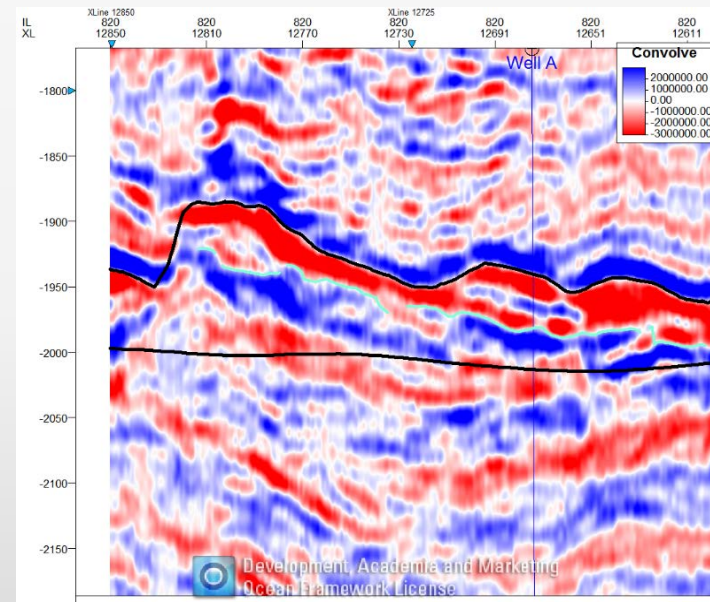 XLine 12850 XLine 12725
IL 820 820 820 820 820 820 820
XL 12850 12810 12770 12730 12691 12651 12611
Well A
Convolve
2000000.00
1000000.00
0.00
-1000000.00
-2000000.00
-3000000.00
-1800
-1850
-1900
-1950
-2000
-2050
-2100
-2150
Development, Academia and Marketing
Ocean Framework License